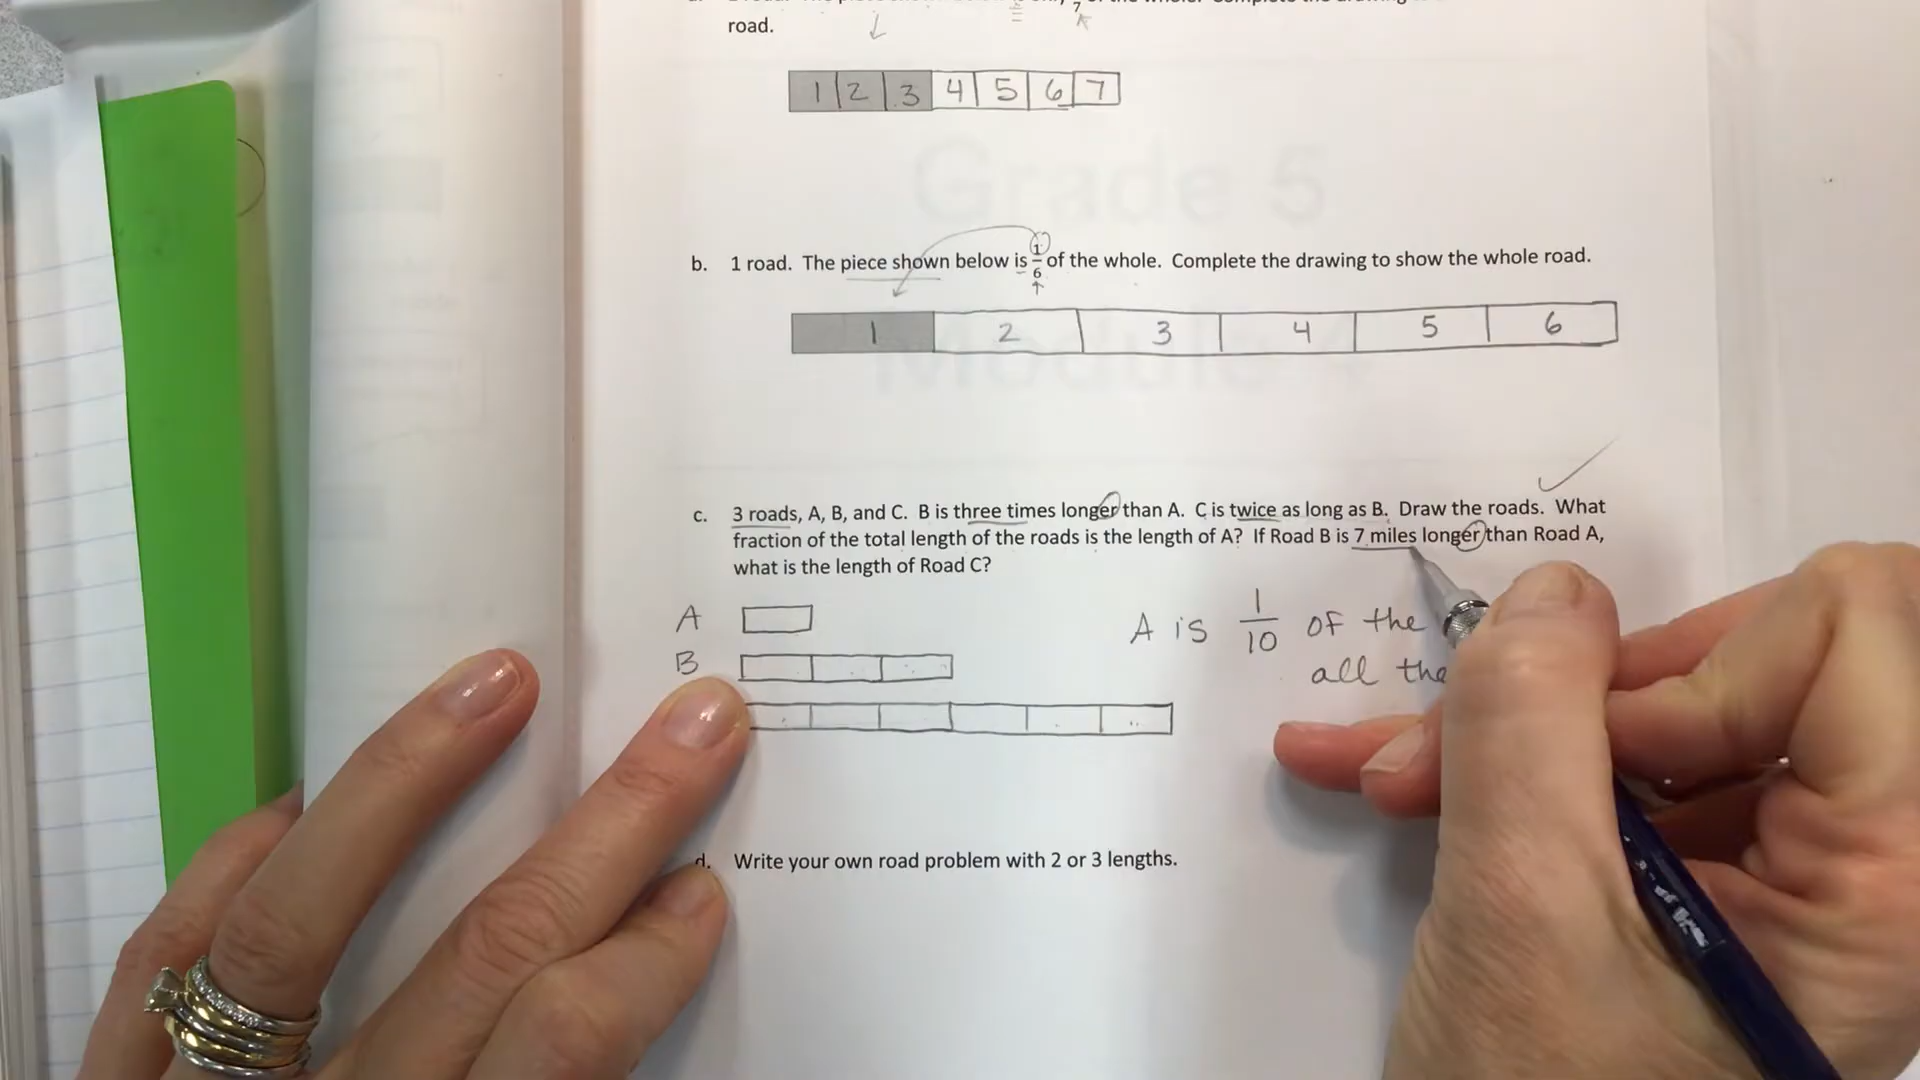 road.
1 2 3 4 5 6 7
Grade 5
b. 1 road. The piece shown below is 1/6 of the whole. Complete the drawing to show the whole road.
1 2 3 4 5 6
c. 3 roads, A, B, and C. B is three times longer than A. C is twice as long as B. Draw the roads. What
fraction of the total length of the roads is the length of A? If Road B is 7 miles longer than Road A,
what is the length of Road C?
A
B
A is 1/10 of the
all the
d. Write your own road problem with 2 or 3 lengths.